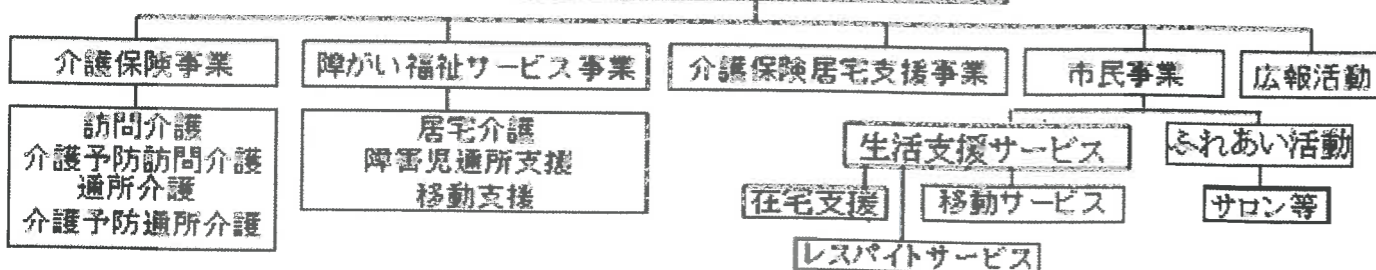 介護保険事業
障がい福祉サービス事業
介護保険居宅支援事業
市民事業
広報活動
訪問介護
介護予防訪問介護
通所介護
介護予防通所介護
居宅介護
障害児通所支援
移動支援
生活支援サービス
ふれあい活動
在宅支援
移動サービス
サロン等
レスパイトサービス